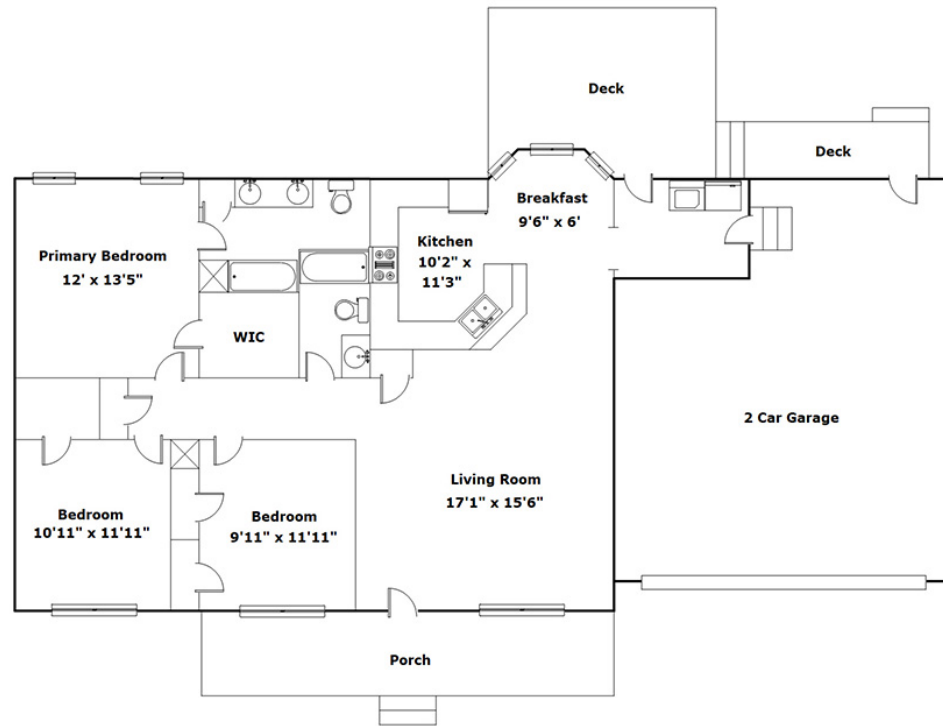 Deck
Deck
Breakfast
9'6" x 6'
Kitchen
10'2" x
11'3"
Primary Bedroom
12' x 13'5"
WIC
2 Car Garage
Living Room
17'1" x 15'6"
Bedroom
10'11" x 11'11"
Bedroom
9'11" x 11'11"
Porch